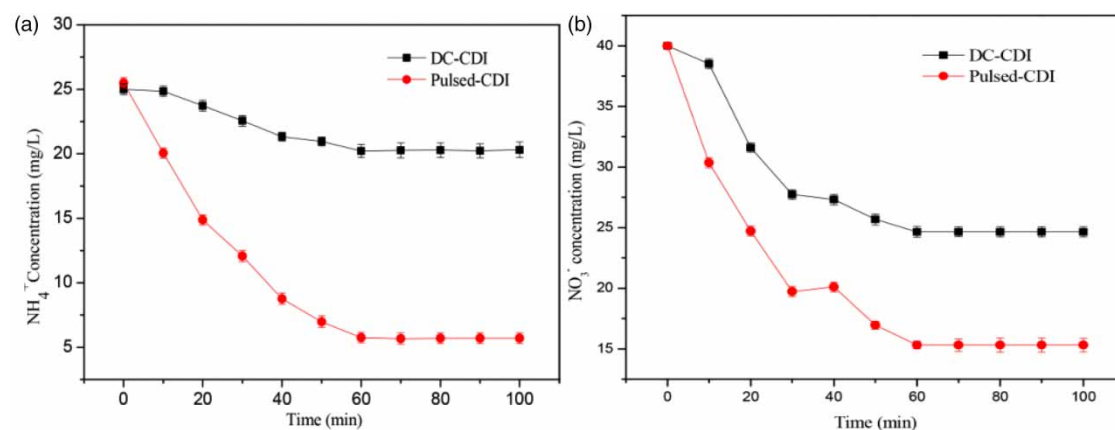 (a)
30
25
20
15
10
5
NH₄⁺Concentration (mg/L)
DC-CDI
Pulsed-CDI
0 20 40 60 80 100
Time (min)
(b)
40
35
30
25
20
15
NO₃⁻ concentration (mg/L)
DC-CDI
Pulsed-CDI
0 20 40 60 80 100
Time (min)